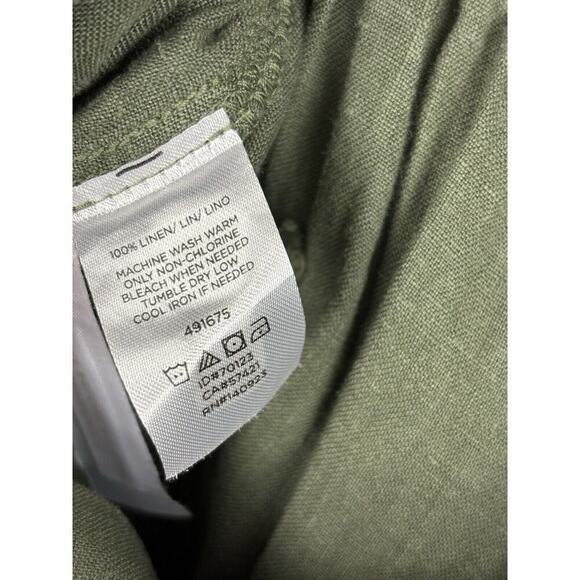 100% LINEN/ LIN/ LINO
MACHINE WASH WARM
ONLY NON-CHLORINE
BLEACH WHEN NEEDED
TUMBLE DRY LOW
COOL IRON IF NEEDED
491675
ID#70123
CA#57421
RN#140923